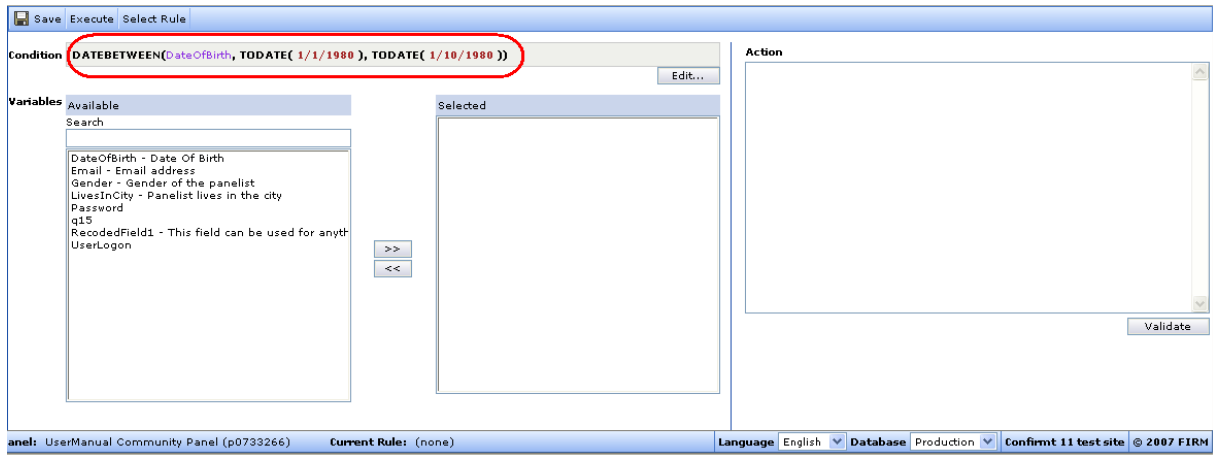 Save Execute Select Rule
Condition DATEBETWEEN(DateOfBirth, TODATE( 1/1/1980 ), TODATE( 1/10/1980 ))
Edit...
Variables Available
Search
DateOfBirth - Date Of Birth
Email - Email address
Gender - Gender of the panelist
LivesInCity - Panelist lives in the city
Password
q15
RecodedField1 - This field can be used for anyth
UserLogon
>>
<<
Selected
Action
Validate
anel: UserManual Community Panel (p0733266) Current Rule: (none) Language English Database Production Confirmt 11 test site © 2007 FIRM